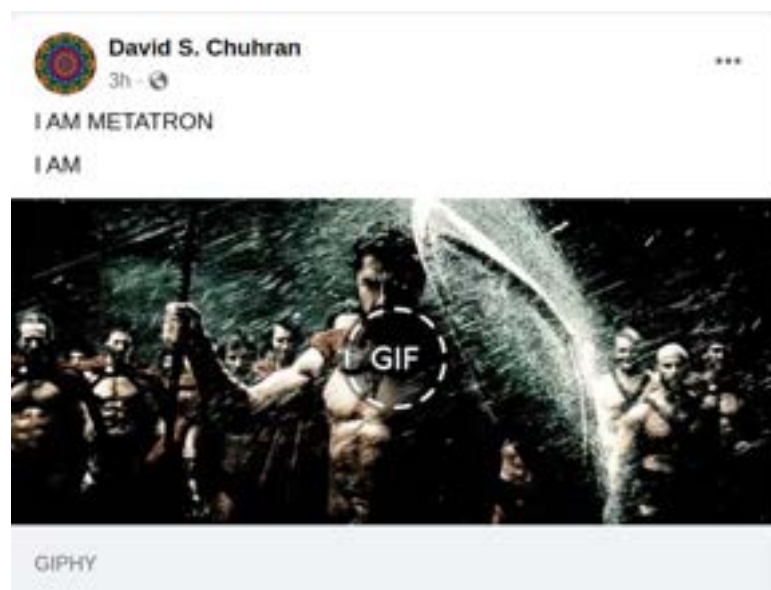 David S. Chuhran
3h ·
I AM METATRON
I AM
GIF
GIPHY